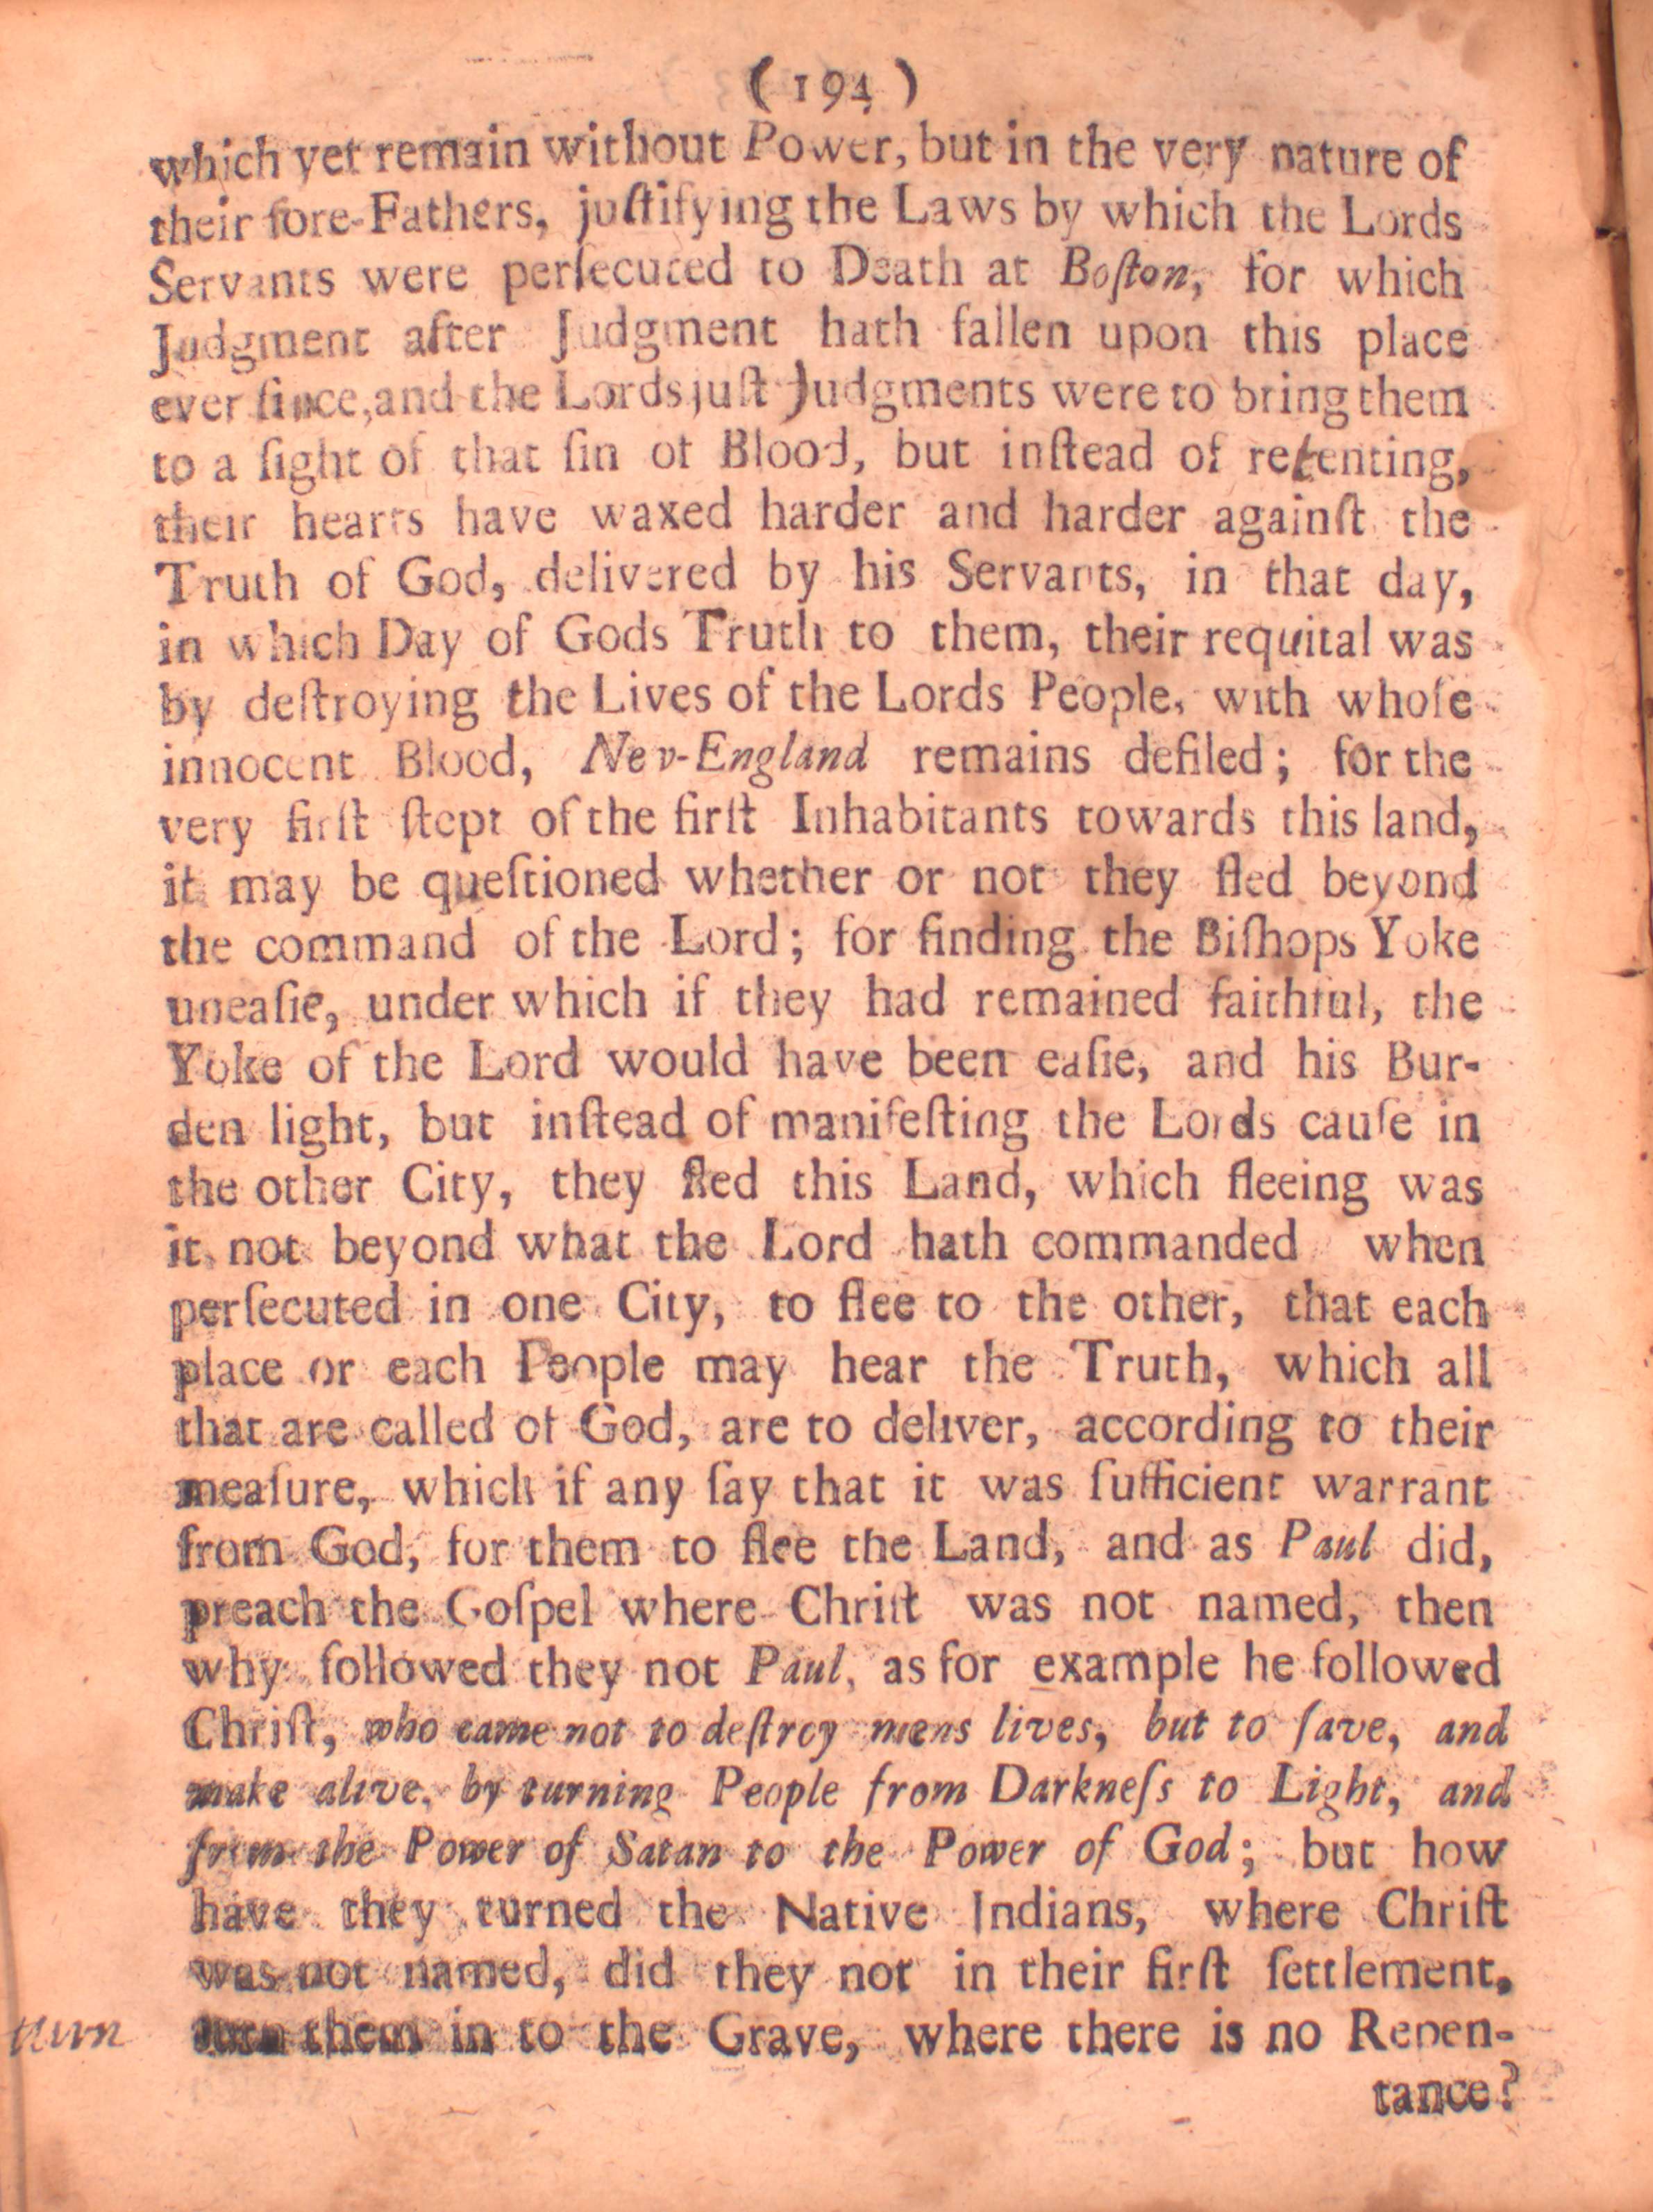 (194)
which yet remain without Power, but in the very nature of
their fore-Fathers, juſtifying the Laws by which the Lords
Servants were perſecuted to Death at Boſton, for which
Judgment after Judgment hath fallen upon this place
ever ſince, and the Lords juſt Judgments were to bring them
to a ſight of that ſin of Blood, but inſtead of retenting,
their hearts have waxed harder and harder againſt the
Truth of God, delivered by his Servants, in that day,
in which Day of Gods Truth to them, their requital was
by deſtroying the Lives of the Lords People, with whoſe
innocent Blood, Nev-England remains defiled; for the
very firſt ſtept of the firſt Inhabitants towards this land,
it may be queſtioned whether or not they fled beyond
the command of the Lord; for finding the Biſhops Yoke
uneaſie, under which if they had remained faithful, the
Yoke of the Lord would have been eaſie, and his Bur-
den light, but inſtead of manifeſting the Lords cauſe in
the other City, they fled this Land, which fleeing was
it not beyond what the Lord hath commanded when
perſecuted in one City, to flee to the other, that each
place or each People may hear the Truth, which all
that are called of God, are to deliver, according to their
meaſure, which if any ſay that it was ſufficient warrant
from God, for them to flee the Land, and as Paul did,
preach the Goſpel where Chriſt was not named, then
why followed they not Paul, as for example he followed
Chriſt, who came not to deſtroy mens lives, but to ſave, and
make alive, by turning People from Darkneſs to Light, and
from the Power of Satan to the Power of God; but how
have they turned the Native Indians, where Chriſt
was not named, did they not in their firſt ſettlement,
turn turn them in to the Grave, where there is no Repen-
tance?